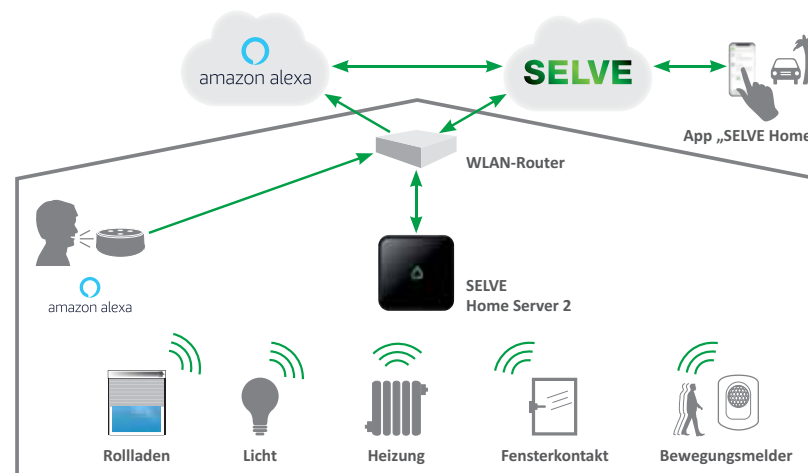 amazon alexa
SELVE
App „SELVE Home
WLAN-Router
SELVE
Home Server 2
amazon alexa
Rollladen
Licht
Heizung
Fensterkontakt
Bewegungsmelder